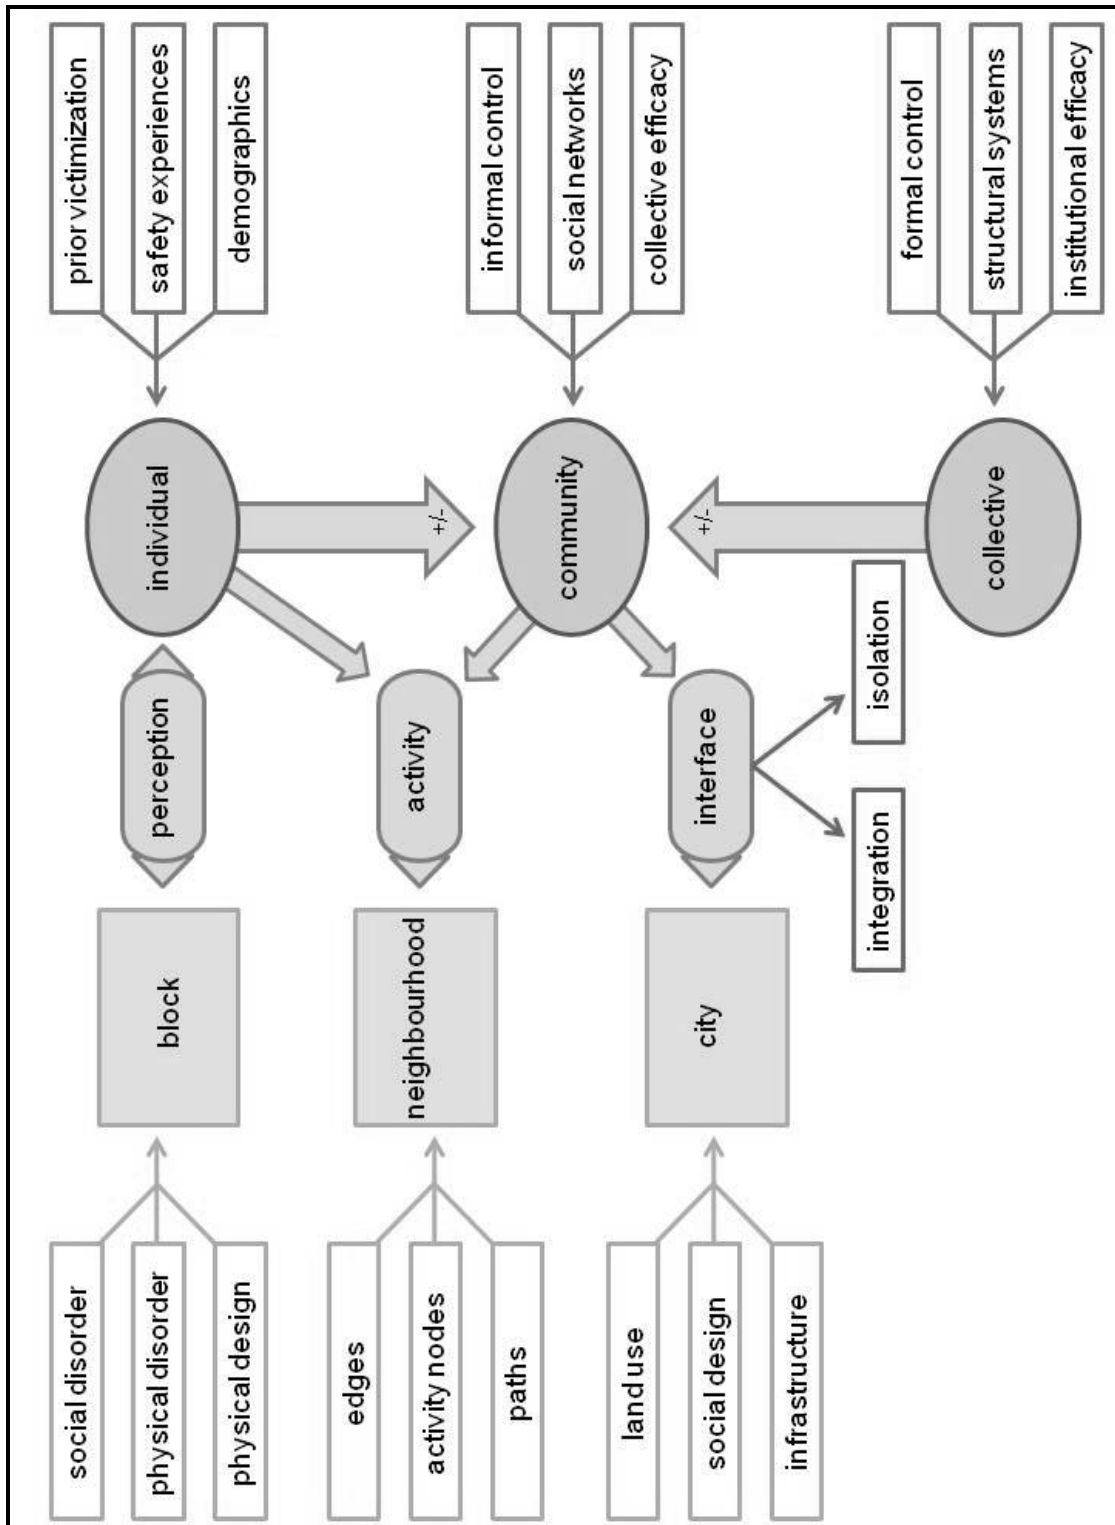 social disorder
physical disorder
physical design
block
perception
individual
prior victimization
safety experiences
demographics
edges
activity nodes
paths
neighbourhood
activity
+/-
community
informal control
social networks
collective efficacy
land use
social design
infrastructure
city
interface
+/-
integration
isolation
collective
formal control
structural systems
institutional efficacy